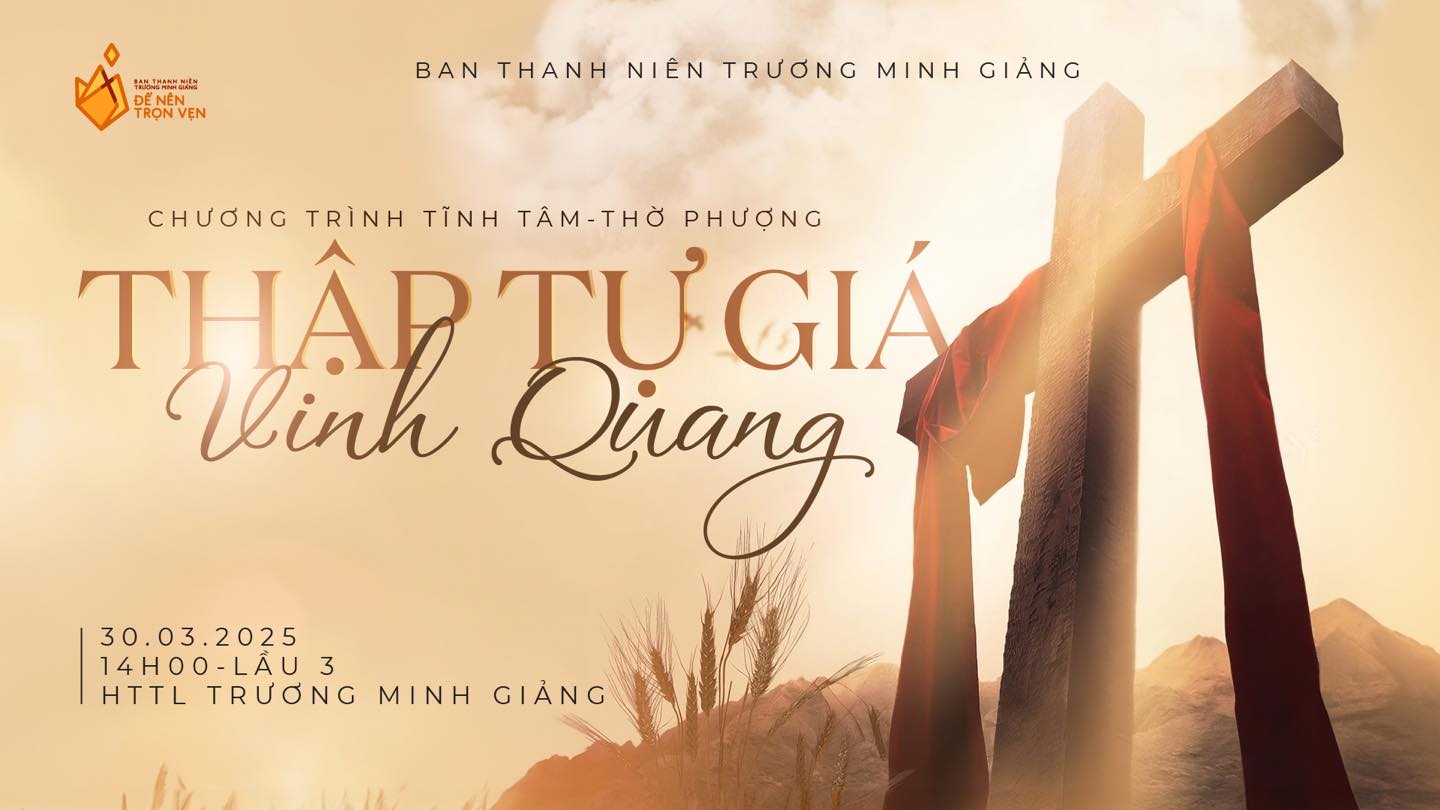 BAN THANH NIÊN
TRƯƠNG MINH GIẢNG
ĐỂ NÊN
TRỌN VẸN
BAN THANH NIÊN TRƯƠNG MINH GIẢNG
CHƯƠNG TRÌNH TĨNH TÂM-THỜ PHƯỢNG
THẬP TỰ GIÁ
Vinh Quang
30.03.2025
14H00-LẦU 3
HTTL TRƯƠNG MINH GIẢNG